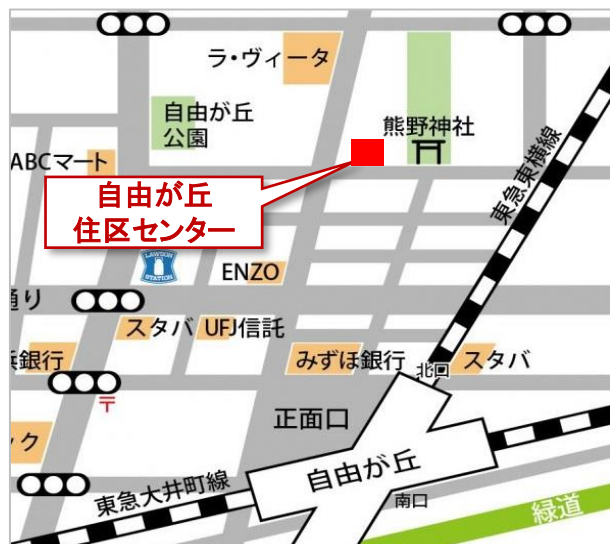 ラ・ヴィータ
自由が丘
公園
熊野神社
ABCマート
自由が丘
住区センター
東急東横線
LAWSON
STATION
ENZO
通り
スタバ
UFJ信託
浜銀行
みずほ銀行
北口
スタバ
〒
正面口
ック
自由が丘
東急大井町線
南口
緑道